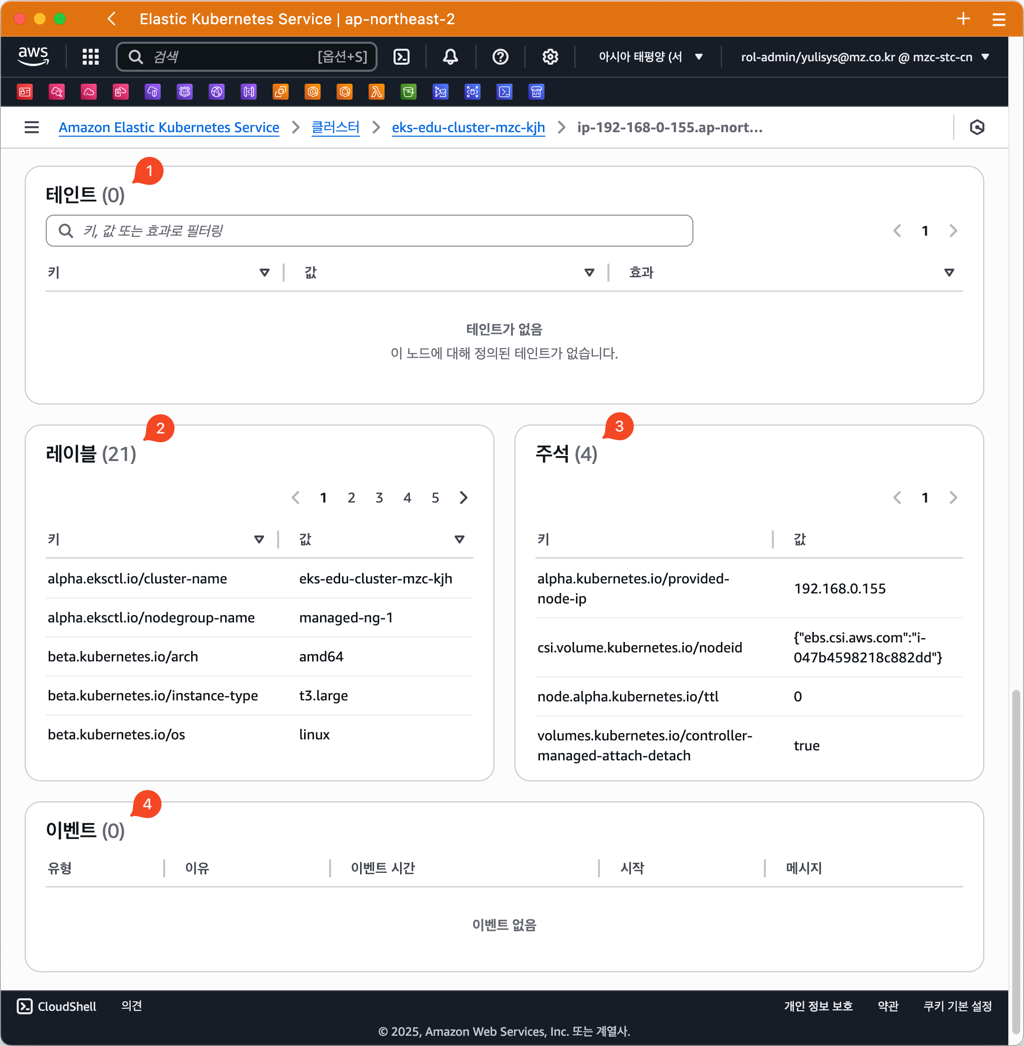 Elastic Kubernetes Service | ap-northeast-2
aws
검색
[옵션+S]
아시아 태평양 (서
rol-admin/yulisys@mz.co.kr @ mzc-stc-cn
Amazon Elastic Kubernetes Service
클러스터
eks-edu-cluster-mzc-kjh
ip-192-168-0-155.ap-nort...
1
테인트 (0)
키, 값 또는 효과로 필터링
1
키
값
효과
테인트가 없음
이 노드에 대해 정의된 테인트가 없습니다.
2
레이블 (21)
1 2 3 4 5
키
값
alpha.eksctl.io/cluster-name
eks-edu-cluster-mzc-kjh
alpha.eksctl.io/nodegroup-name
managed-ng-1
beta.kubernetes.io/arch
amd64
beta.kubernetes.io/instance-type
t3.large
beta.kubernetes.io/os
linux
3
주석 (4)
1
키
값
alpha.kubernetes.io/provided-
node-ip
192.168.0.155
csi.volume.kubernetes.io/nodeid
{"ebs.csi.aws.com":"i-
047b4598218c882dd"}
node.alpha.kubernetes.io/ttl
0
volumes.kubernetes.io/controller-
managed-attach-detach
true
4
이벤트 (0)
유형
이유
이벤트 시간
시작
메시지
이벤트 없음
CloudShell
의견
개인 정보 보호
약관
쿠키 기본 설정
© 2025, Amazon Web Services, Inc. 또는 계열사.